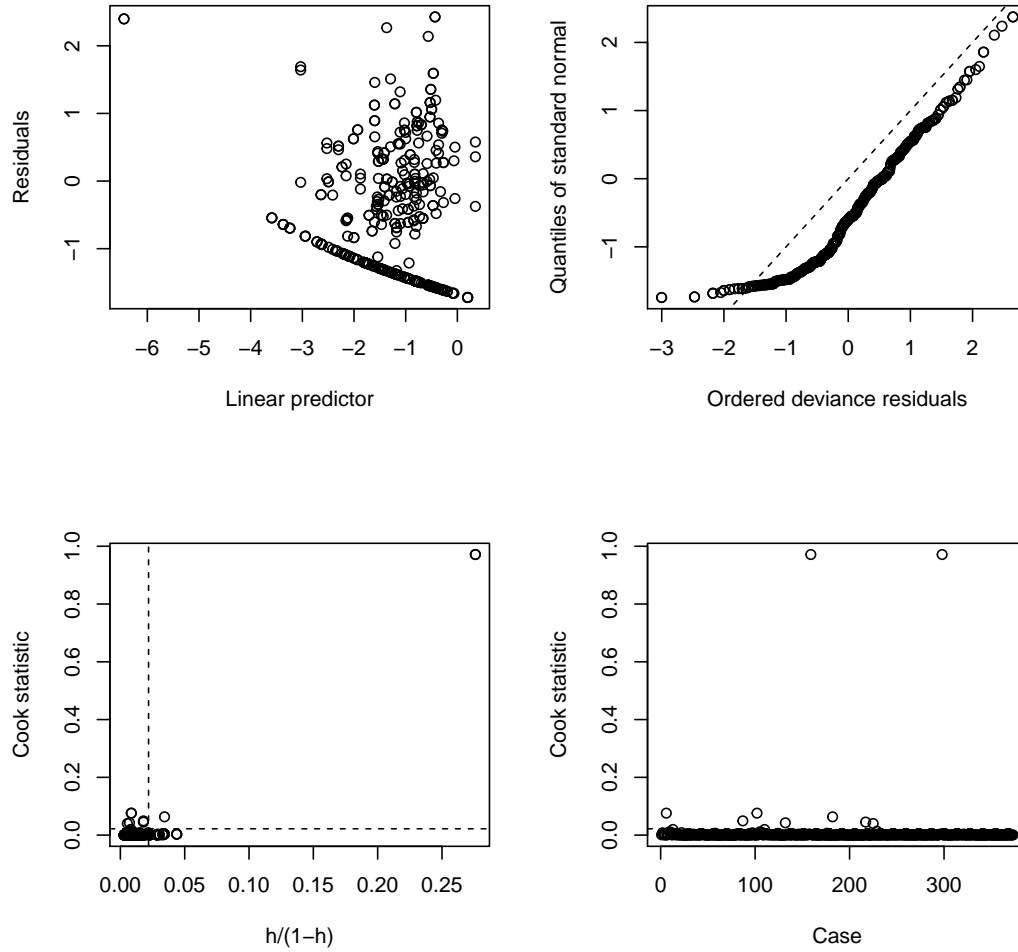 2
1
0
−1
Residuals
−6 −5 −4 −3 −2 −1 0
Linear predictor
2
1
0
−1
Quantiles of standard normal
−3 −2 −1 0 1 2
Ordered deviance residuals
1.0
0.8
0.6
0.4
0.2
0.0
Cook statistic
0.00 0.05 0.10 0.15 0.20 0.25
h/(1−h)
1.0
0.8
0.6
0.4
0.2
0.0
Cook statistic
0 100 200 300
Case